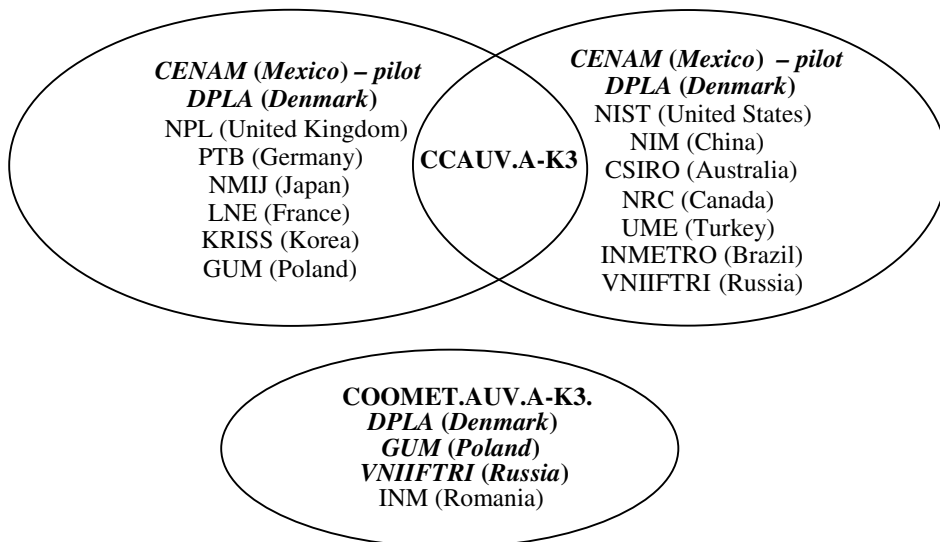 CENAM (Mexico) – pilot
DPLA (Denmark)
NPL (United Kingdom)
PTB (Germany)
NMIJ (Japan)
LNE (France)
KRISS (Korea)
GUM (Poland)
CCAUV.A-K3
CENAM (Mexico) – pilot
DPLA (Denmark)
NIST (United States)
NIM (China)
CSIRO (Australia)
NRC (Canada)
UME (Turkey)
INMETRO (Brazil)
VNIIFTRI (Russia)
COOMET.AUV.A-K3.
DPLA (Denmark)
GUM (Poland)
VNIIFTRI (Russia)
INM (Romania)